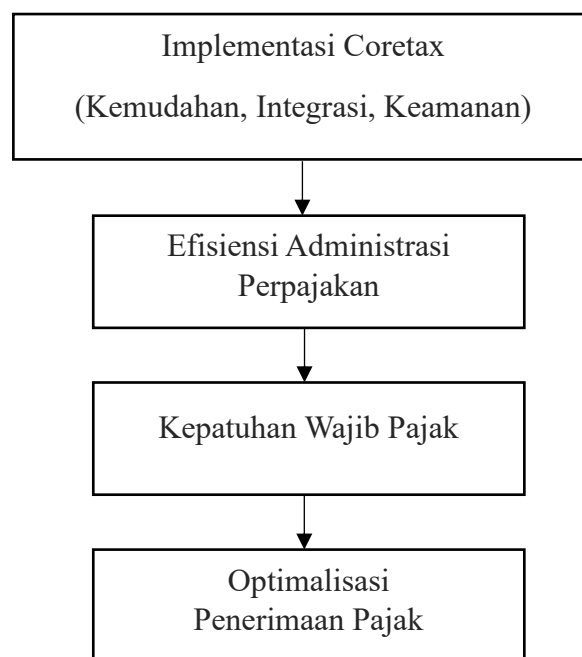 Implementasi Coretax
(Kemudahan, Integrasi, Keamanan)
Efisiensi Administrasi
Perpajakan
Kepatuhan Wajib Pajak
Optimalisasi
Penerimaan Pajak